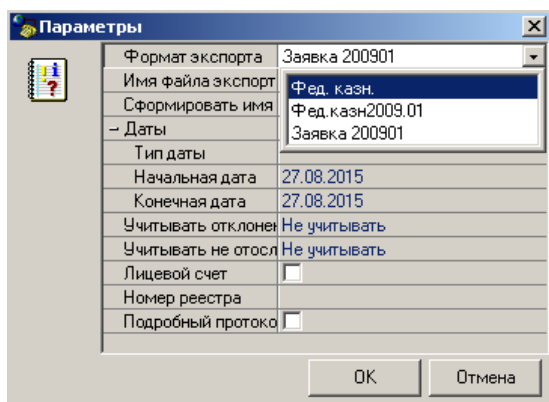 Параметры
Формат экспорта Заявка 200901
Имя файла экспорт
Фед. казн.
Сформировать имя
Фед.казн2009.01
– Даты
Заявка 200901
Тип даты
Начальная дата 27.08.2015
Конечная дата 27.08.2015
Учитывать отклонен Не учитывать
Учитывать не отосл Не учитывать
Лицевой счет
Номер реестра
Подробный протоко
OK Отмена